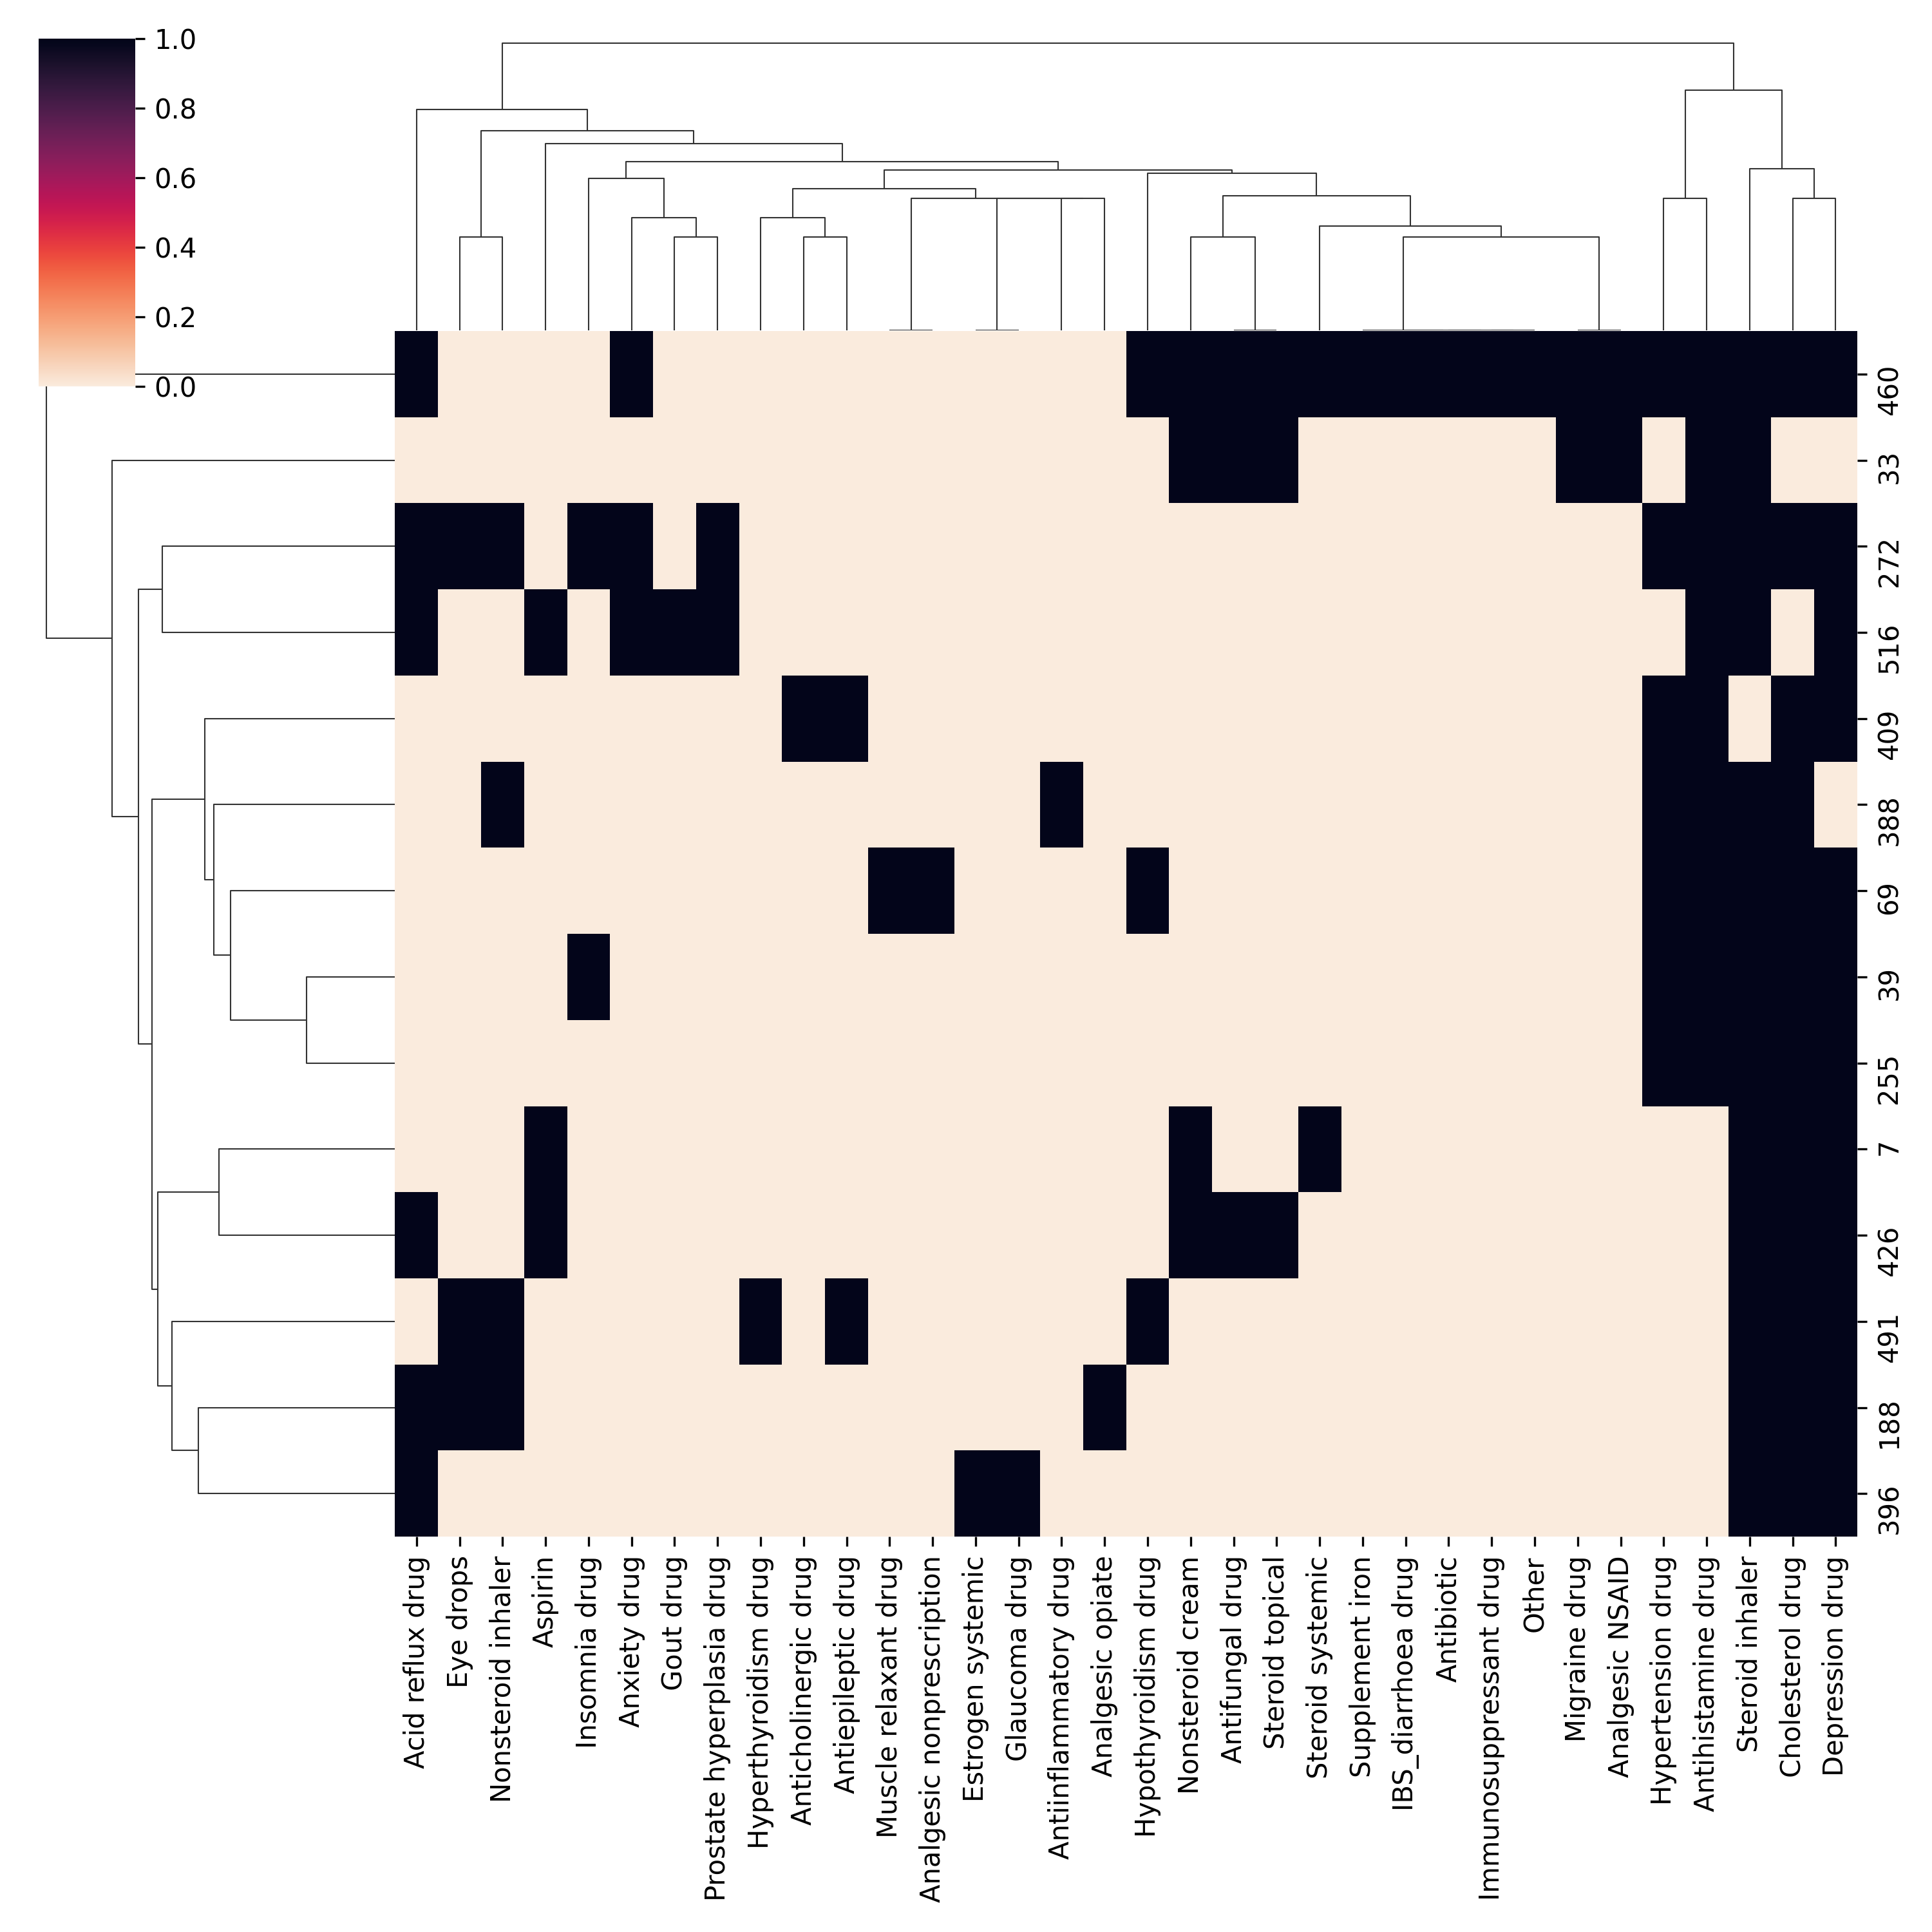 1.0
0.8
0.6
0.4
0.2
0.0
460
33
272
516
409
388
69
39
255
7
426
491
188
396
Acid reflux drug
Eye drops
Nonsteroid inhaler
Aspirin
Insomnia drug
Anxiety drug
Gout drug
Prostate hyperplasia drug
Hyperthyroidism drug
Anticholinergic drug
Antiepileptic drug
Muscle relaxant drug
Analgesic nonprescription
Estrogen systemic
Glaucoma drug
Antiinflammatory drug
Analgesic opiate
Hypothyroidism drug
Nonsteroid cream
Antifungal drug
Steroid topical
Steroid systemic
Supplement iron
IBS_diarrhoea drug
Antibiotic
Immunosuppressant drug
Other
Migraine drug
Analgesic NSAID
Hypertension drug
Antihistamine drug
Steroid inhaler
Cholesterol drug
Depression drug